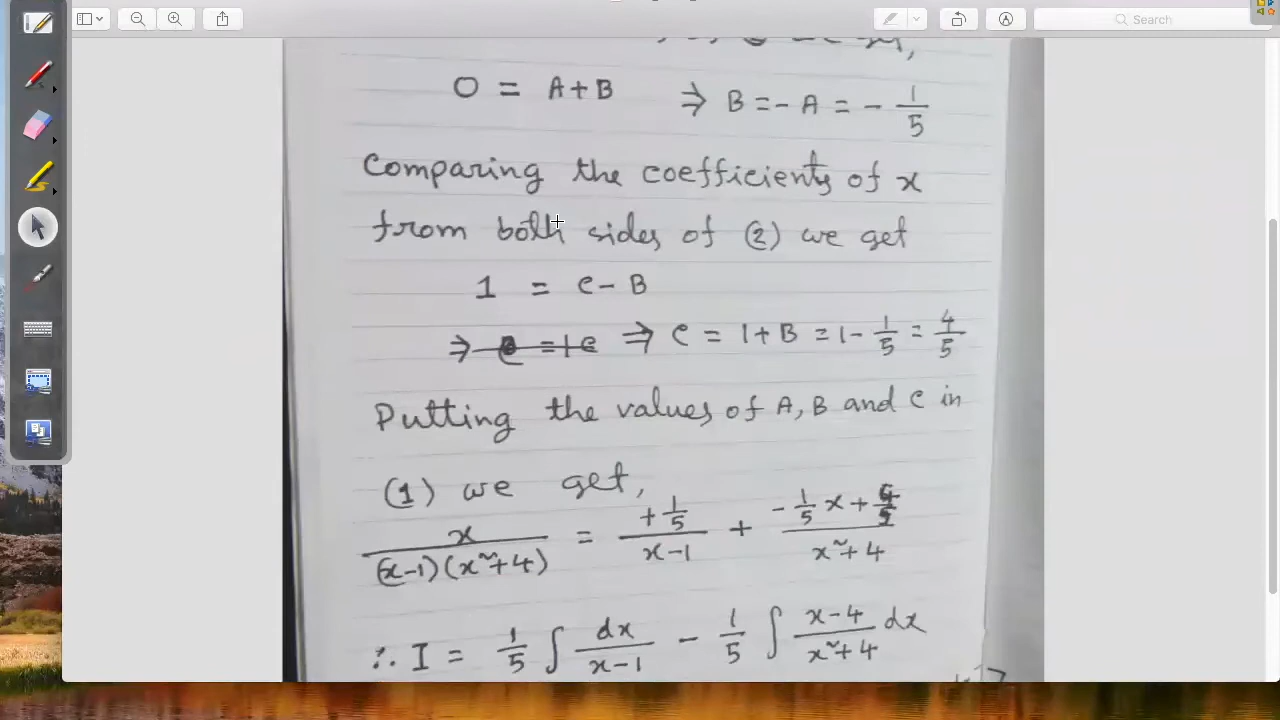 Search
0 = A+B ⇒ B = - A = - 1/5
Comparing the coefficients of x
from both sides of (2) we get
1 = C - B
⇒ C = 1+B = 1 - 1/5 = 4/5
Putting the values of A, B and C in
(1) we get,
x/((x-1)(x²+4)) = (+1/5)/(x-1) + (-1/5 x + 4/5)/(x²+4)
∴ I = 1/5 ∫ dx/(x-1) - 1/5 ∫ (x-4)/(x²+4) dx